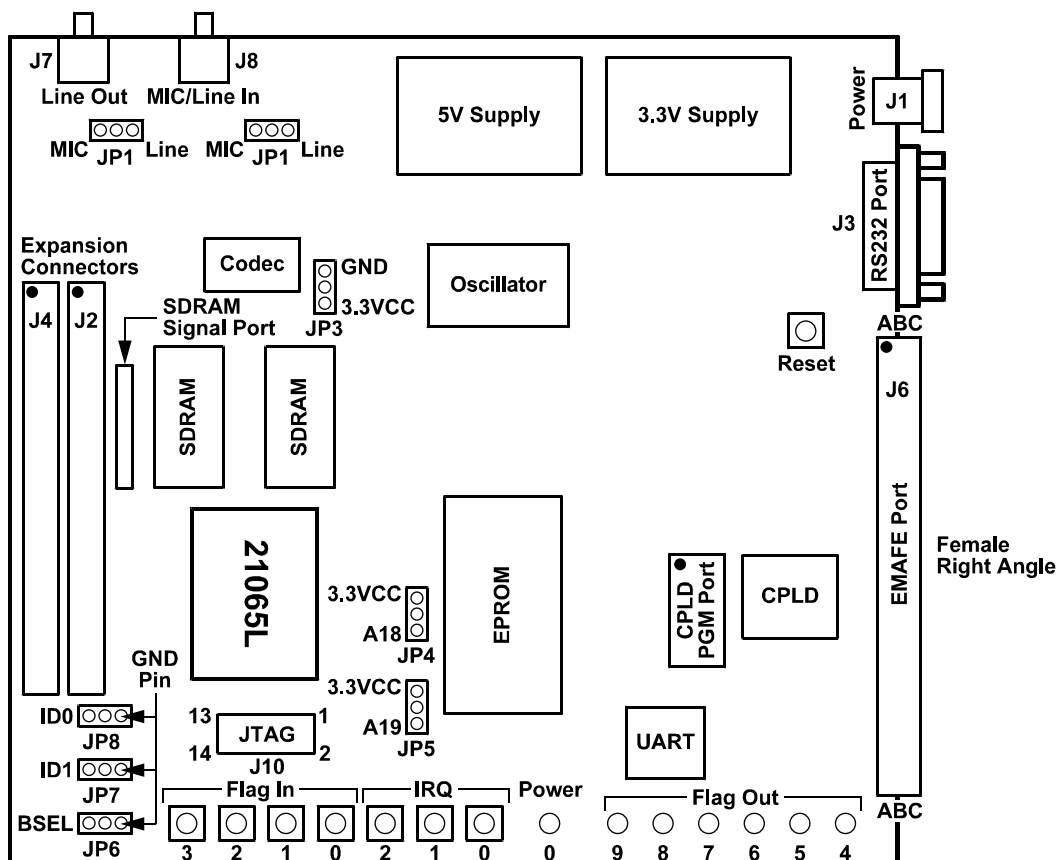 J7
J8
Line Out
MIC/Line In
MIC
JP1
Line
MIC
JP1
Line
5V Supply
3.3V Supply
Power
J1
J3
RS232 Port
Expansion
Connectors
J4
J2
SDRAM
Signal Port
Codec
GND
3.3VCC
JP3
Oscillator
Reset
ABC
J6
EMAFE Port
ABC
Female
Right Angle
SDRAM
SDRAM
21065L
3.3VCC
A18
JP4
3.3VCC
A19
JP5
EPROM
CPLD
PGM Port
CPLD
UART
GND
Pin
ID0
JP8
ID1
JP7
BSEL
JP6
13
1
JTAG
14
2
J10
Flag In
3 2 1 0
IRQ
2 1 0
Power
0
Flag Out
9 8 7 6 5 4